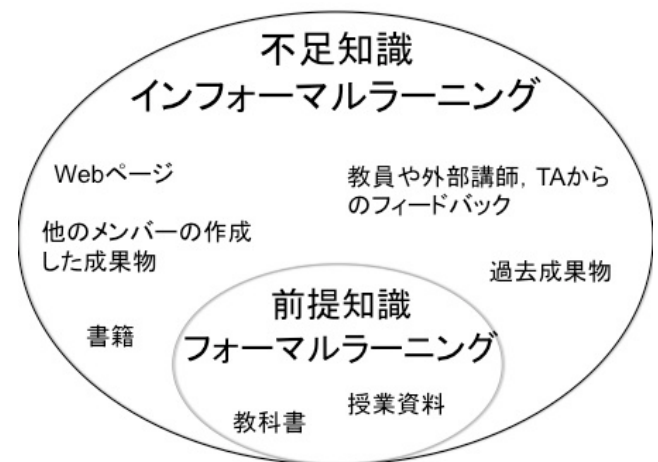 不足知識
インフォーマルラーニング
Webページ
教員や外部講師, TAから
のフィードバック
他のメンバーの作成
した成果物
過去成果物
書籍
前提知識
フォーマルラーニング
教科書
授業資料